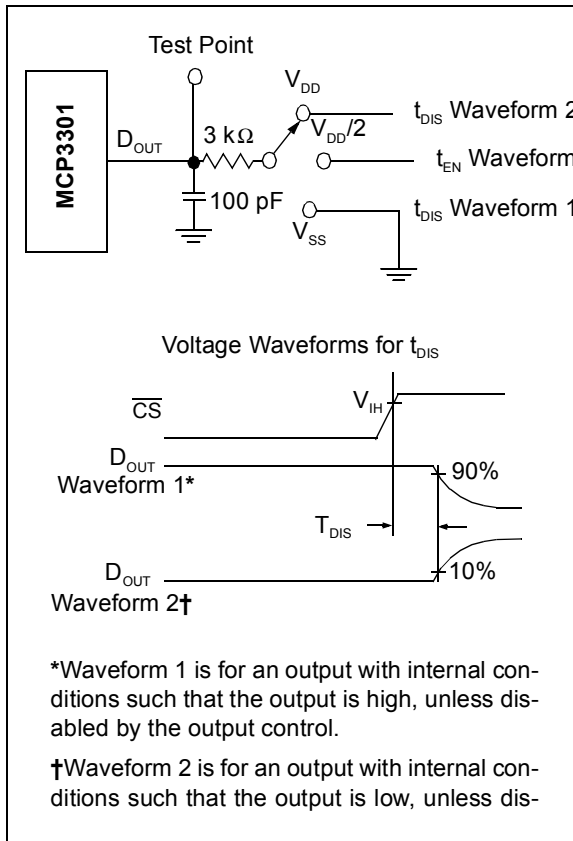 Test Point
V_DD
MCP3301
D_OUT
3 kΩ
V_DD/2
t_DIS Waveform 2
t_EN Waveform
100 pF
V_SS
t_DIS Waveform 1
Voltage Waveforms for t_DIS
CS
V_IH
D_OUT
Waveform 1*
90%
T_DIS
D_OUT
Waveform 2†
10%
*Waveform 1 is for an output with internal con-
ditions such that the output is high, unless dis-
abled by the output control.
†Waveform 2 is for an output with internal con-
ditions such that the output is low, unless dis-